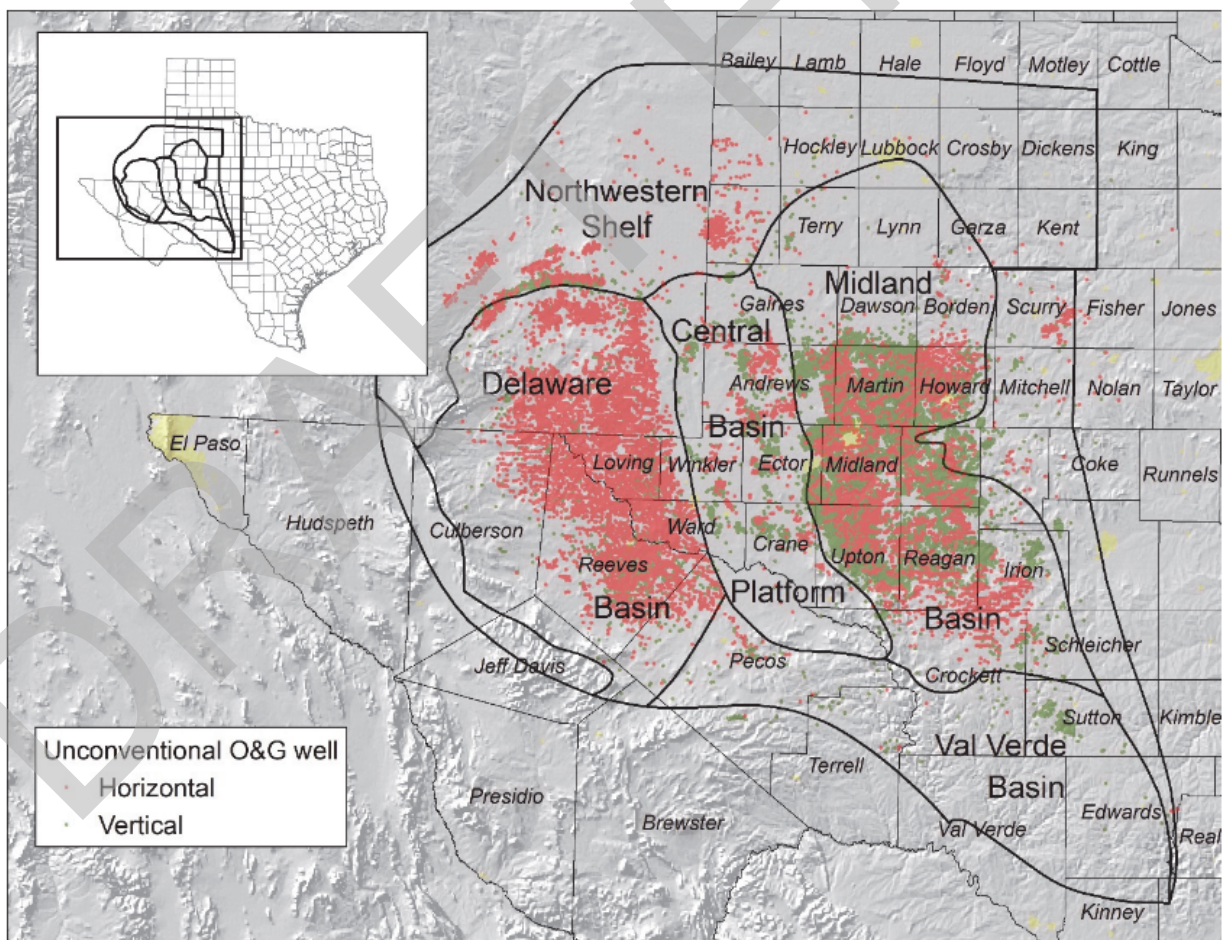 Bailey Lamb Hale Floyd Motley Cottle
Hockley Lubbock Crosby Dickens King
Northwestern
Shelf
Terry Lynn Garza Kent
Midland
Gaines Dawson Borden Scurry Fisher Jones
Central
Delaware
Andrews Martin Howard Mitchell Nolan Taylor
Basin
El Paso
Loving Winkler Ector Midland Coke Runnels
Hudspeth
Culberson
Ward
Crane
Upton Reagan Irion
Reeves
Platform
Basin
Basin
Schleicher
Jeff Davis
Pecos
Crockett
Sutton Kimble
Val Verde
Basin
Terrell
Presidio
Brewster
Val Verde
Edwards
Real
Kinney
Unconventional O&G well
Horizontal
Vertical
DRAFT